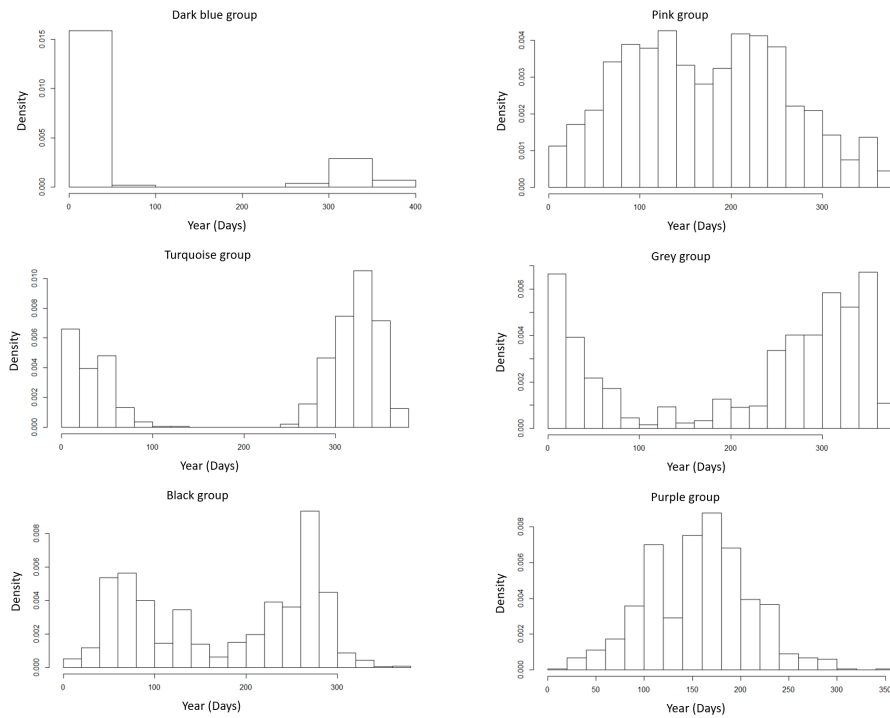 Dark blue group
Density
0.000 0.005 0.010 0.015
0 100 200 300 400
Year (Days)
Pink group
Density
0.000 0.001 0.002 0.003 0.004
0 100 200 300
Year (Days)
Turquoise group
Density
0.000 0.002 0.004 0.006 0.008 0.010
0 100 200 300
Year (Days)
Grey group
Density
0.000 0.002 0.004 0.006
0 100 200 300
Year (Days)
Black group
Density
0.000 0.002 0.004 0.006 0.008
0 100 200 300
Year (Days)
Purple group
Density
0.000 0.002 0.004 0.006 0.008
0 50 100 150 200 250 300 350
Year (Days)